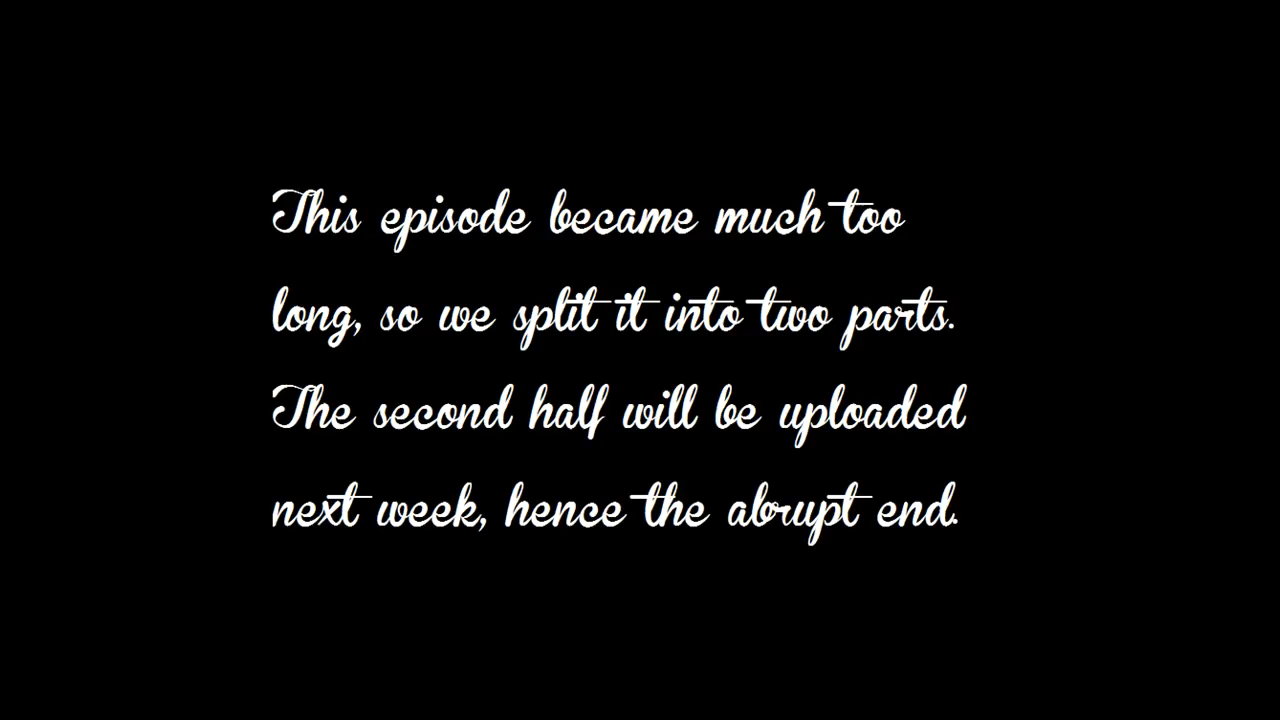 This episode became much too
long, so we split it into two parts.
The second half will be uploaded
next week, hence the abrupt end.